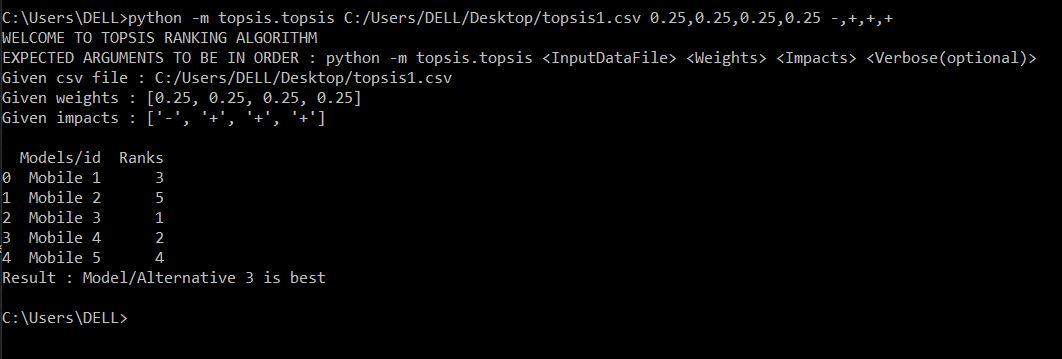 C:\Users\DELL>python -m topsis.topsis C:/Users/DELL/Desktop/topsis1.csv 0.25,0.25,0.25,0.25 -,+,+,+
WELCOME TO TOPSIS RANKING ALGORITHM
EXPECTED ARGUMENTS TO BE IN ORDER : python -m topsis.topsis <InputDataFile> <Weights> <Impacts> <Verbose(optional)>
Given csv file : C:/Users/DELL/Desktop/topsis1.csv
Given weights : [0.25, 0.25, 0.25, 0.25]
Given impacts : ['-', '+', '+', '+']
Models/id  Ranks
0  Mobile 1      3
1  Mobile 2      5
2  Mobile 3      1
3  Mobile 4      2
4  Mobile 5      4
Result : Model/Alternative 3 is best
C:\Users\DELL>